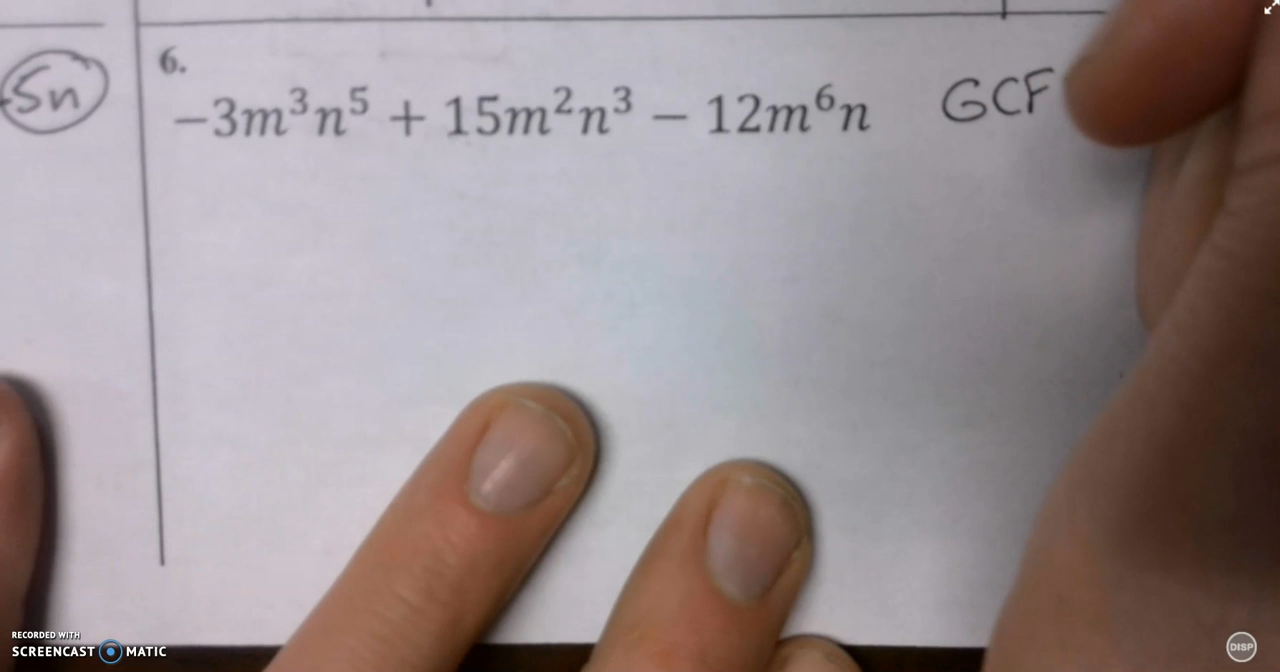 5n
6.
−3m³n⁵ + 15m²n³ − 12m⁶n GCF
RECORDED WITH
SCREENCAST MATIC
DISP